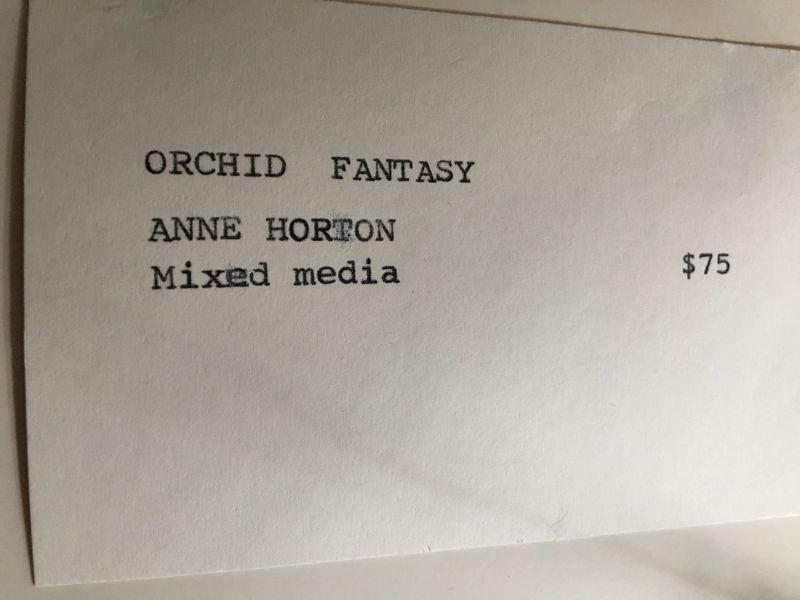 ORCHID FANTASY
ANNE HORTON
Mixed media
$75